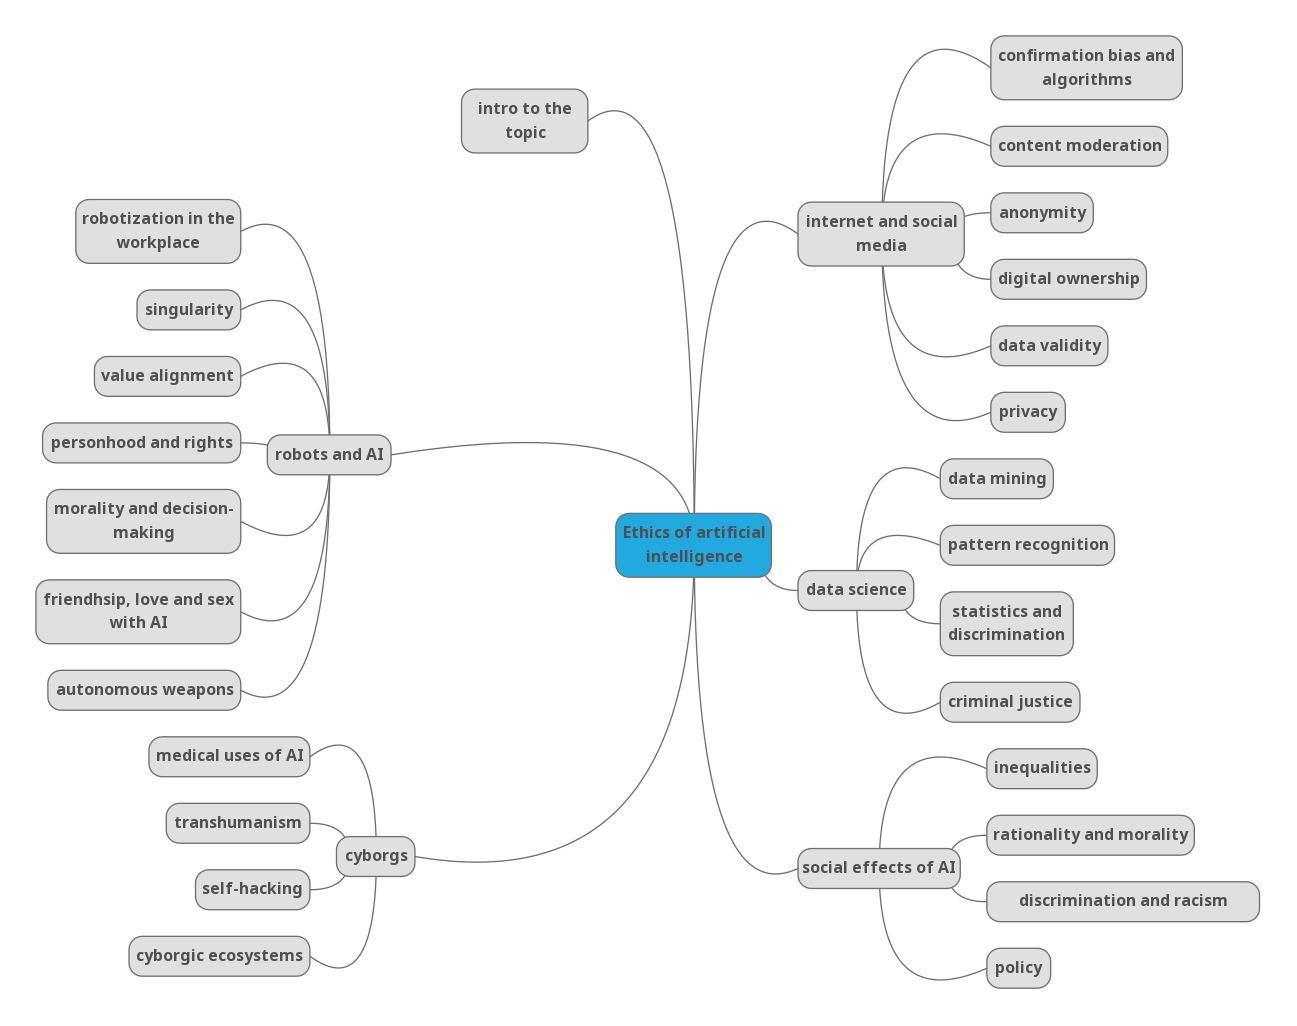 Ethics of artificial
intelligence
intro to the
topic
robots and AI
robotization in the
workplace
singularity
value alignment
personhood and rights
morality and decision-
making
friendhsip, love and sex
with AI
autonomous weapons
cyborgs
medical uses of AI
transhumanism
self-hacking
cyborgic ecosystems
internet and social
media
confirmation bias and
algorithms
content moderation
anonymity
digital ownership
data validity
privacy
data science
data mining
pattern recognition
statistics and
discrimination
criminal justice
social effects of AI
inequalities
rationality and morality
discrimination and racism
policy